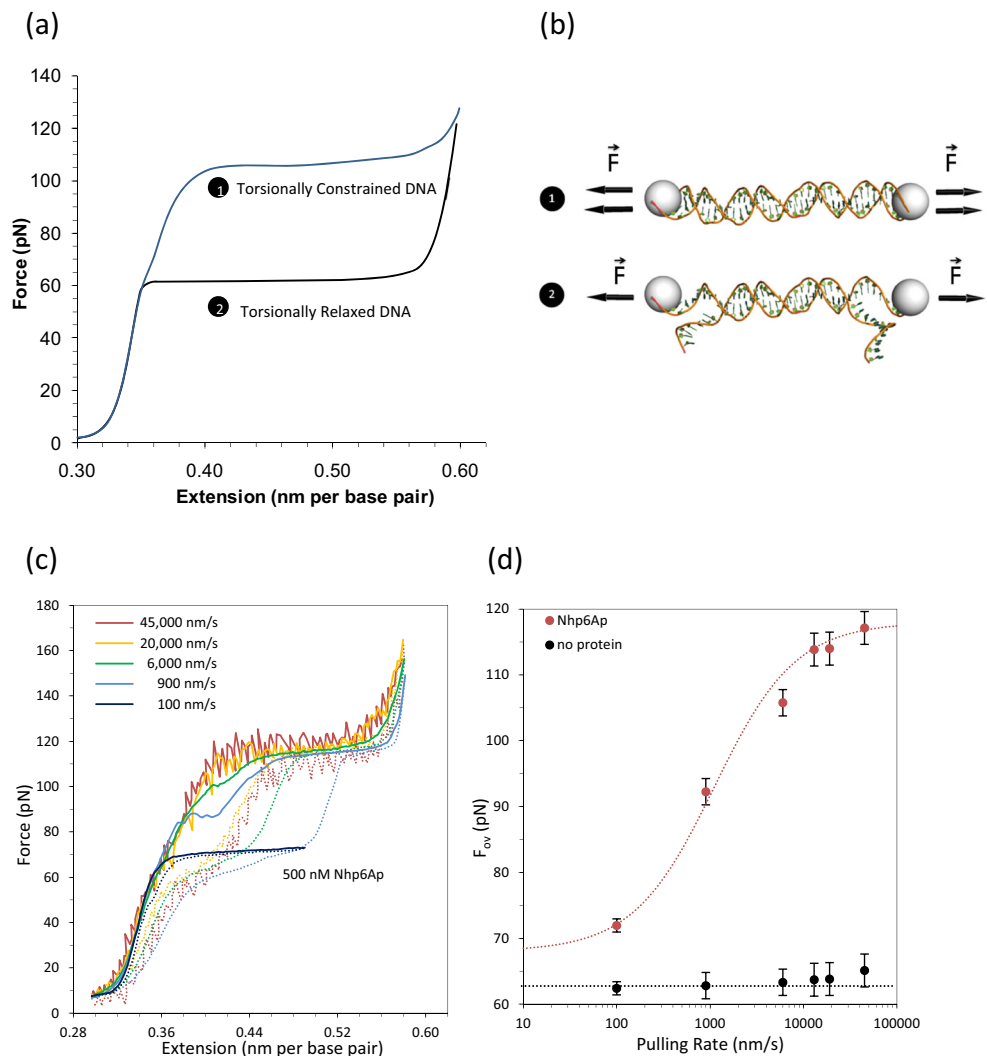 (a)
140
120
100
80
60
40
20
0
Force (pN)
1 Torsionally Constrained DNA
2 Torsionally Relaxed DNA
0.30 0.40 0.50 0.60
Extension (nm per base pair)
(b)
F F
1
F F
2
(c)
180
160
140
120
100
80
60
40
20
0
Force (pN)
45,000 nm/s
20,000 nm/s
6,000 nm/s
900 nm/s
100 nm/s
500 nM Nhp6Ap
0.28 0.36 0.44 0.52 0.60
Extension (nm per base pair)
(d)
120
110
100
90
80
70
60
Fov (pN)
Nhp6Ap
no protein
10 100 1000 10000 100000
Pulling Rate (nm/s)